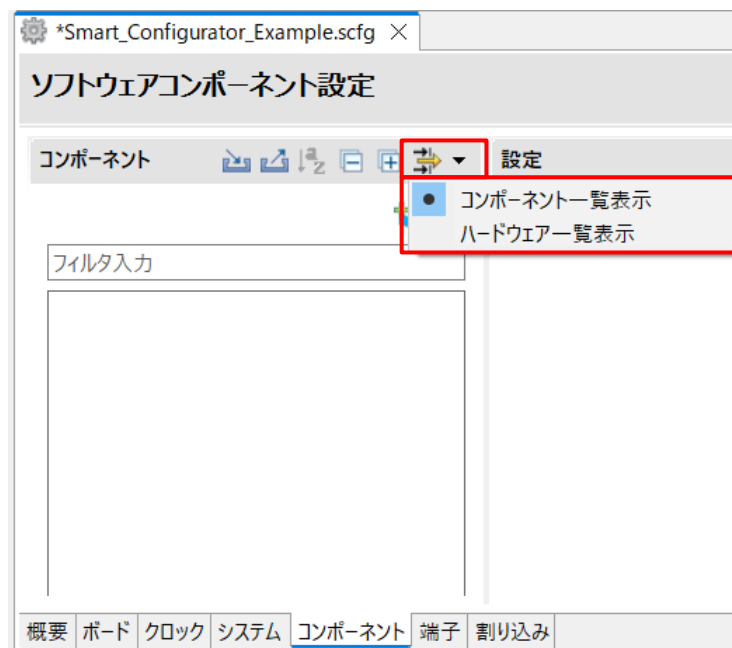 *Smart_Configurator_Example.scfg
ソフトウェアコンポーネント設定
コンポーネント
設定
コンポーネント一覧表示
ハードウェア一覧表示
フィルタ入力
概要 ボード クロック システム コンポーネント 端子 割り込み